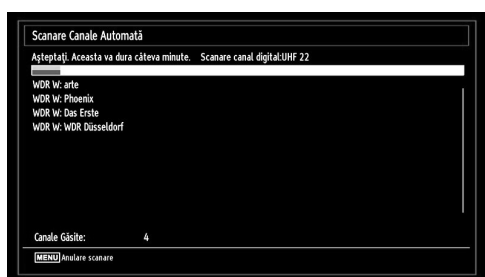 Scanare Canale Automată
Aşteptaţi. Aceasta va dura câteva minute. Scanare canal digital:UHF 22
WDR W: arte
WDR W: Phoenix
WDR W: Das Erste
WDR W: WDR Düsseldorf
Canale Găsite: 4
MENU Anulare scanare